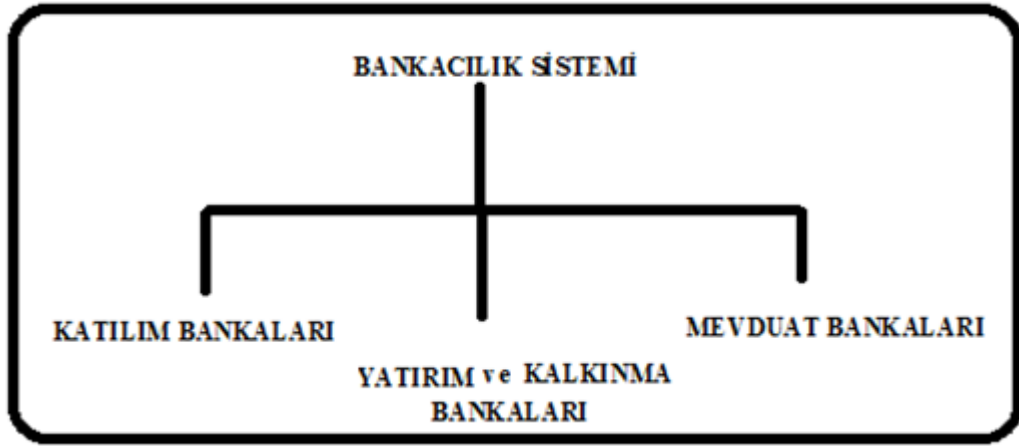 BANKACILIK SİSTEMİ
KATILIM BANKALARI
YATIRIM ve KALKINMA
BANKALARI
MEVDUAT BANKALARI